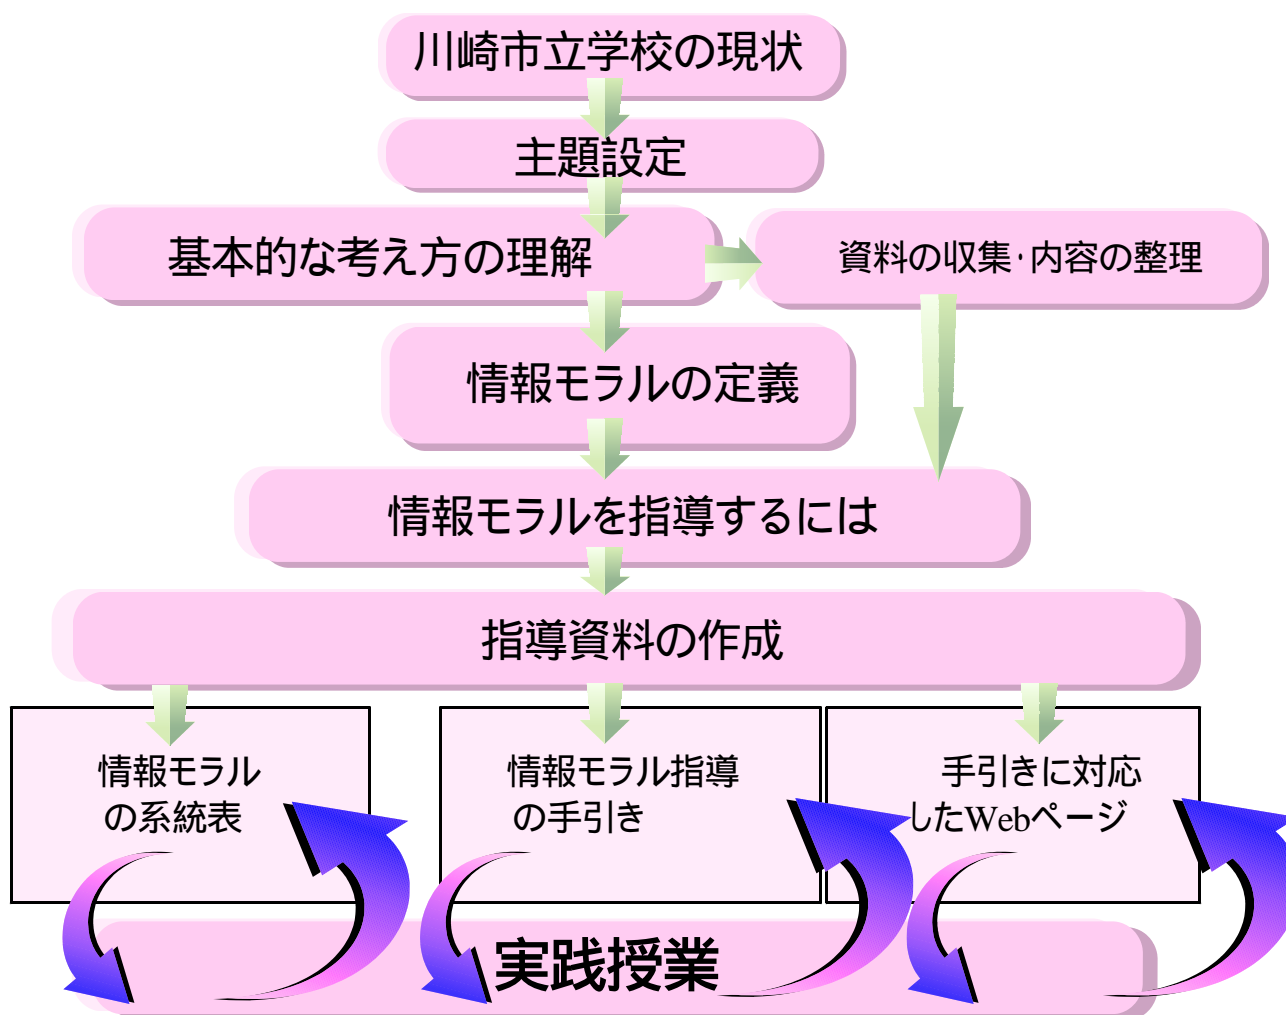 川崎市立学校の現状
主題設定
基本的な考え方の理解
資料の収集・内容の整理
情報モラルの定義
情報モラルを指導するには
指導資料の作成
情報モラル
の系統表
情報モラル指導
の手引き
手引きに対応
したWebページ
実践授業